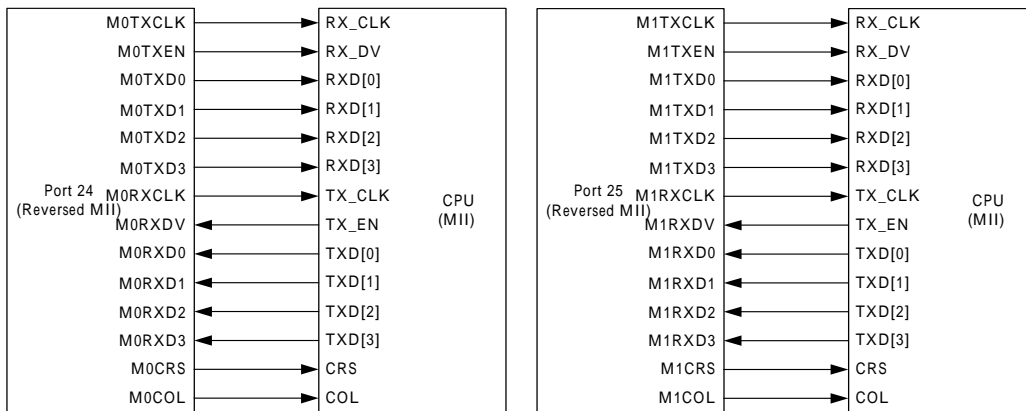 M0TXCLK RX_CLK
M0TXEN RX_DV
M0TXD0 RXD[0]
M0TXD1 RXD[1]
M0TXD2 RXD[2]
M0TXD3 RXD[3]
Port 24
(Reversed MII)
M0RXCLK TX_CLK
CPU
(MII)
M0RXDV TX_EN
M0RXD0 TXD[0]
M0RXD1 TXD[1]
M0RXD2 TXD[2]
M0RXD3 TXD[3]
M0CRS CRS
M0COL COL
M1TXCLK RX_CLK
M1TXEN RX_DV
M1TXD0 RXD[0]
M1TXD1 RXD[1]
M1TXD2 RXD[2]
M1TXD3 RXD[3]
Port 25
(Reversed MII)
M1RXCLK TX_CLK
CPU
(MII)
M1RXDV TX_EN
M1RXD0 TXD[0]
M1RXD1 TXD[1]
M1RXD2 TXD[2]
M1RXD3 TXD[3]
M1CRS CRS
M1COL COL